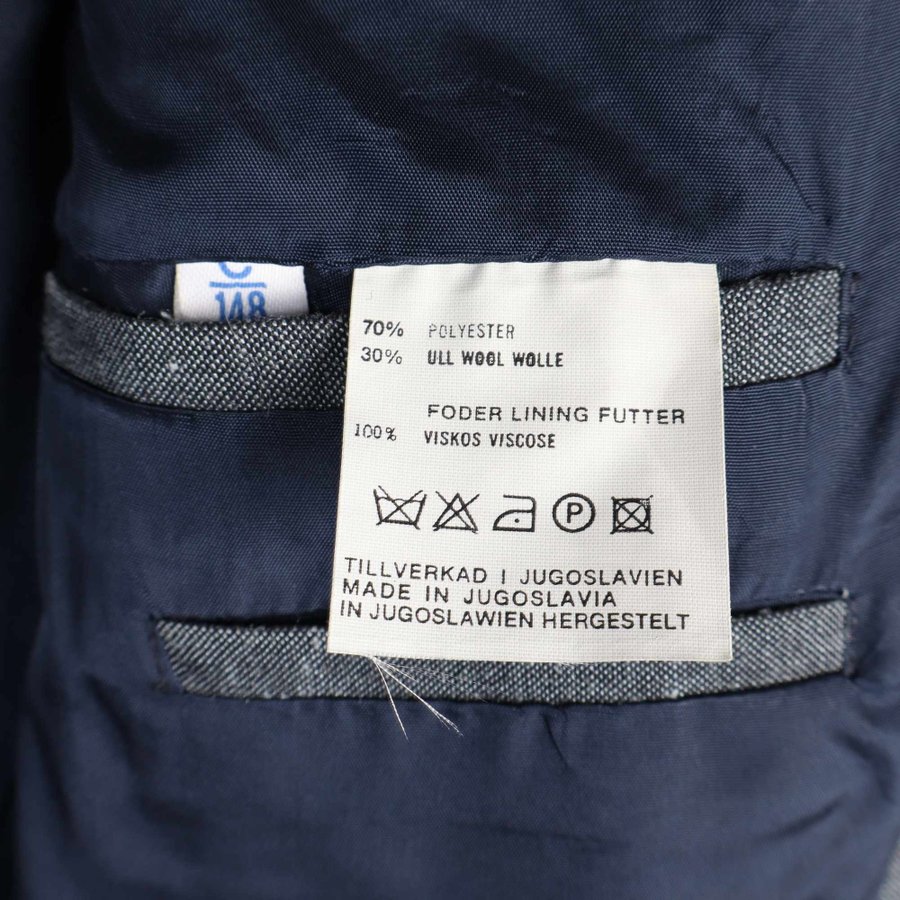 C
148
70% POLYESTER
30% ULL WOOL WOLLE
FODER LINING FUTTER
100% VISKOS VISCOSE
P
TILLVERKAD I JUGOSLAVIEN
MADE IN JUGOSLAVIA
IN JUGOSLAWIEN HERGESTELT